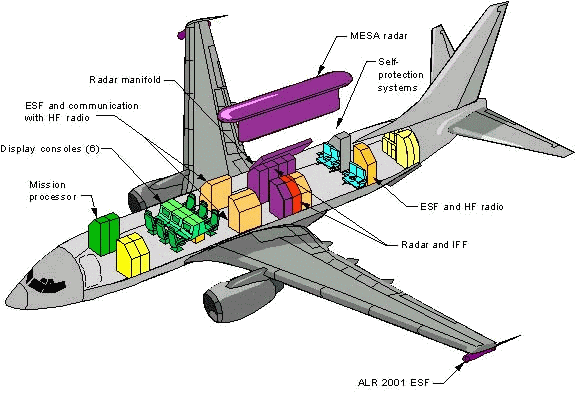 MESA radar
Radar manifold
Self-
protection
systems
ESF and communication
with HF radio
Display consoles (6)
Mission
processor
ESF and HF radio
Radar and IFF
ALR 2001 ESF